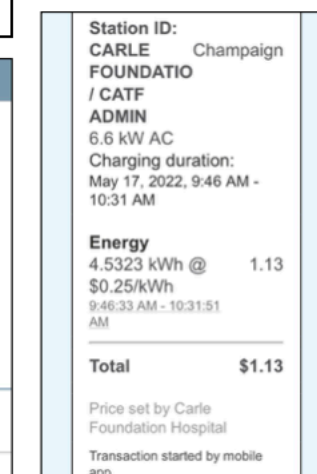 Station ID:
CARLE Champaign
FOUNDATIO
/ CATF
ADMIN
6.6 kW AC
Charging duration:
May 17, 2022, 9:46 AM -
10:31 AM
Energy
4.5323 kWh @ 1.13
$0.25/kWh
9:46:33 AM - 10:31:51
AM
Total $1.13
Price set by Carle
Foundation Hospital
Transaction started by mobile
app